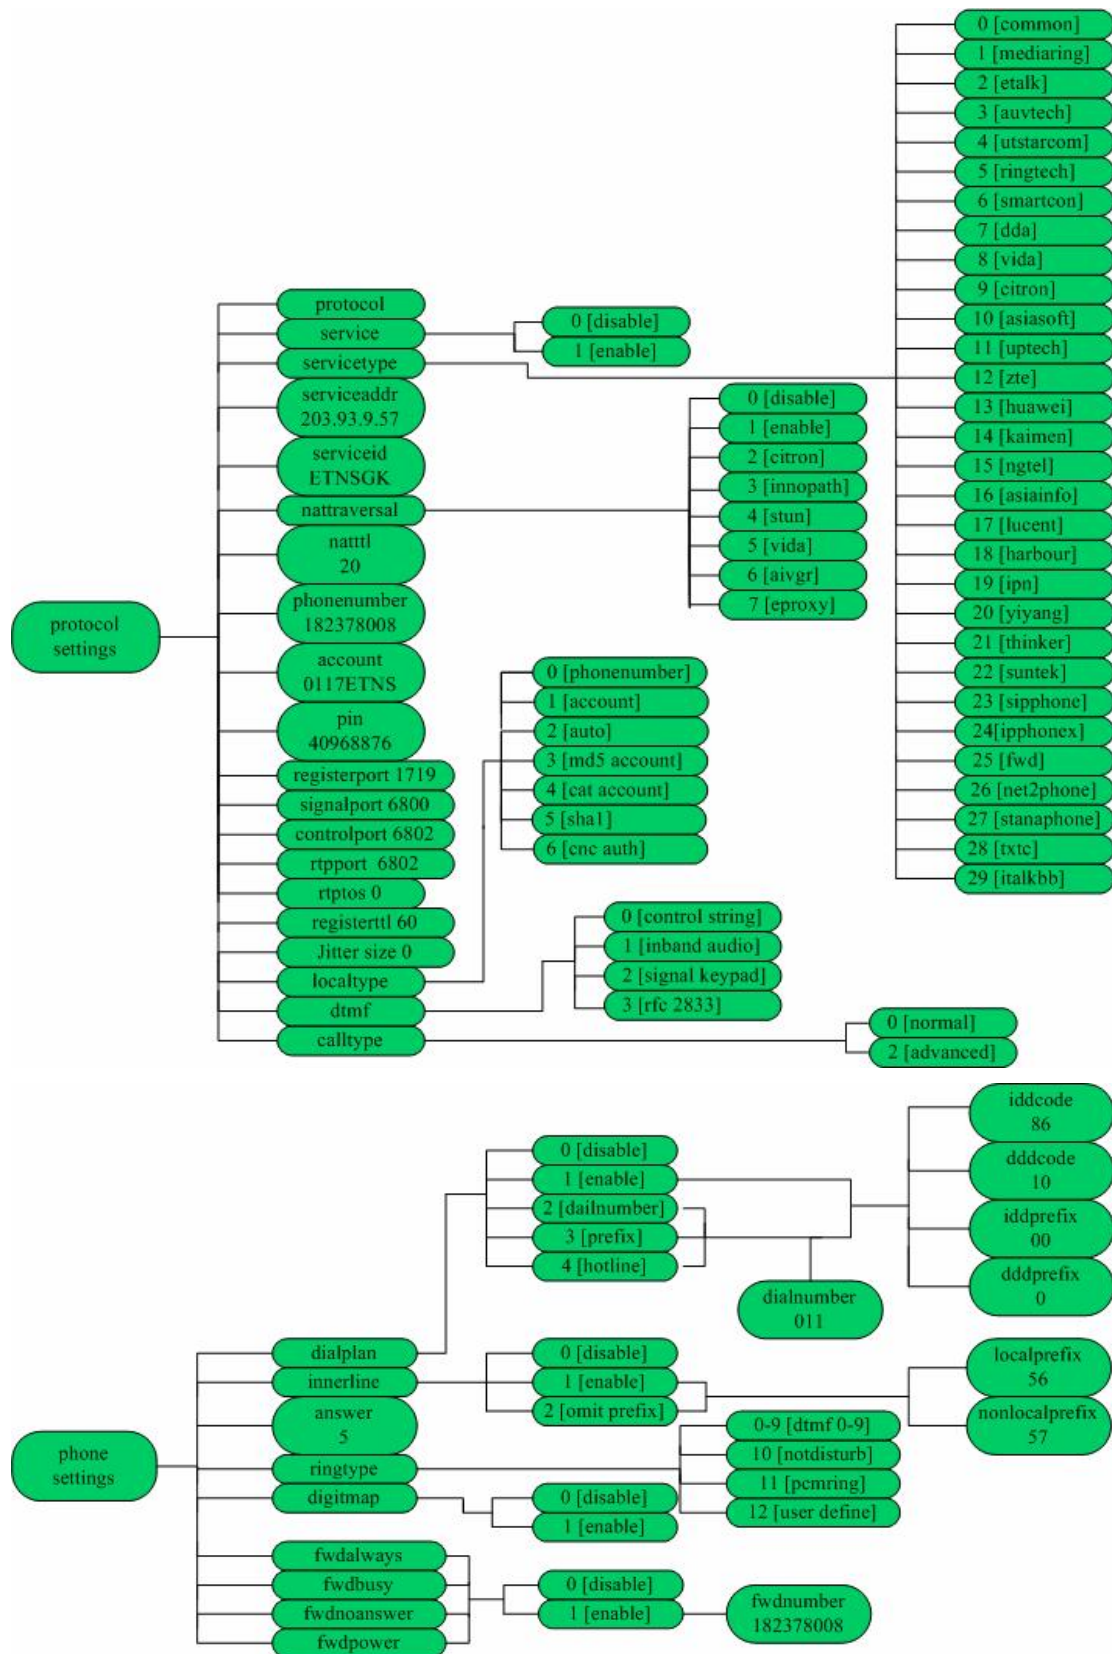 protocol
settings
protocol
service
servicetype
serviceaddr
203.93.9.57
serviceid
ETNSGK
nattraversal
natttl
20
phonenumber
182378008
account
0117ETNS
pin
40968876
registerport 1719
signalport 6800
controlport 6802
rtpport 6802
rtptos 0
registerttl 60
Jitter size 0
localtype
dtmf
calltype
0 [disable]
1 [enable]
0 [common]
1 [mediaring]
2 [etalk]
3 [auvtech]
4 [utstarcom]
5 [ringtech]
6 [smartcon]
7 [dda]
8 [vida]
9 [citron]
10 [asiasoft]
11 [uptech]
12 [zte]
13 [huawei]
14 [kaimen]
15 [ngtel]
16 [asiainfo]
17 [lucent]
18 [harbour]
19 [ipn]
20 [yiyang]
21 [thinker]
22 [suntek]
23 [sipphone]
24[ipphonex]
25 [fwd]
26 [net2phone]
27 [stanaphone]
28 [txtc]
29 [italkbb]
0 [disable]
1 [enable]
2 [citron]
3 [innopath]
4 [stun]
5 [vida]
6 [aivgr]
7 [eproxy]
0 [phonenumber]
1 [account]
2 [auto]
3 [md5 account]
4 [cat account]
5 [sha1]
6 [cnc auth]
0 [control string]
1 [inband audio]
2 [signal keypad]
3 [rfc 2833]
0 [normal]
2 [advanced]
phone
settings
dialplan
innerline
answer
5
ringtype
digitmap
fwdalways
fwdbusy
fwdnoanswer
fwdpower
0 [disable]
1 [enable]
2 [dailnumber]
3 [prefix]
4 [hotline]
dialnumber
011
iddcode
86
dddcode
10
iddprefix
00
dddprefix
0
0 [disable]
1 [enable]
2 [omit prefix]
localprefix
56
nonlocalprefix
57
0-9 [dtmf 0-9]
10 [notdisturb]
11 [pcmring]
12 [user define]
0 [disable]
1 [enable]
0 [disable]
1 [enable]
fwdnumber
182378008